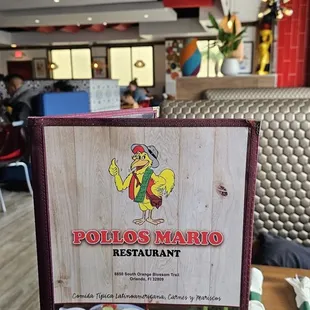 POLLOS MARIO
RESTAURANT
5650 South Orange Blossom Trail
Orlando, Fl 32809
Comida Típica Latinoamericana, Carnes y Mariscos